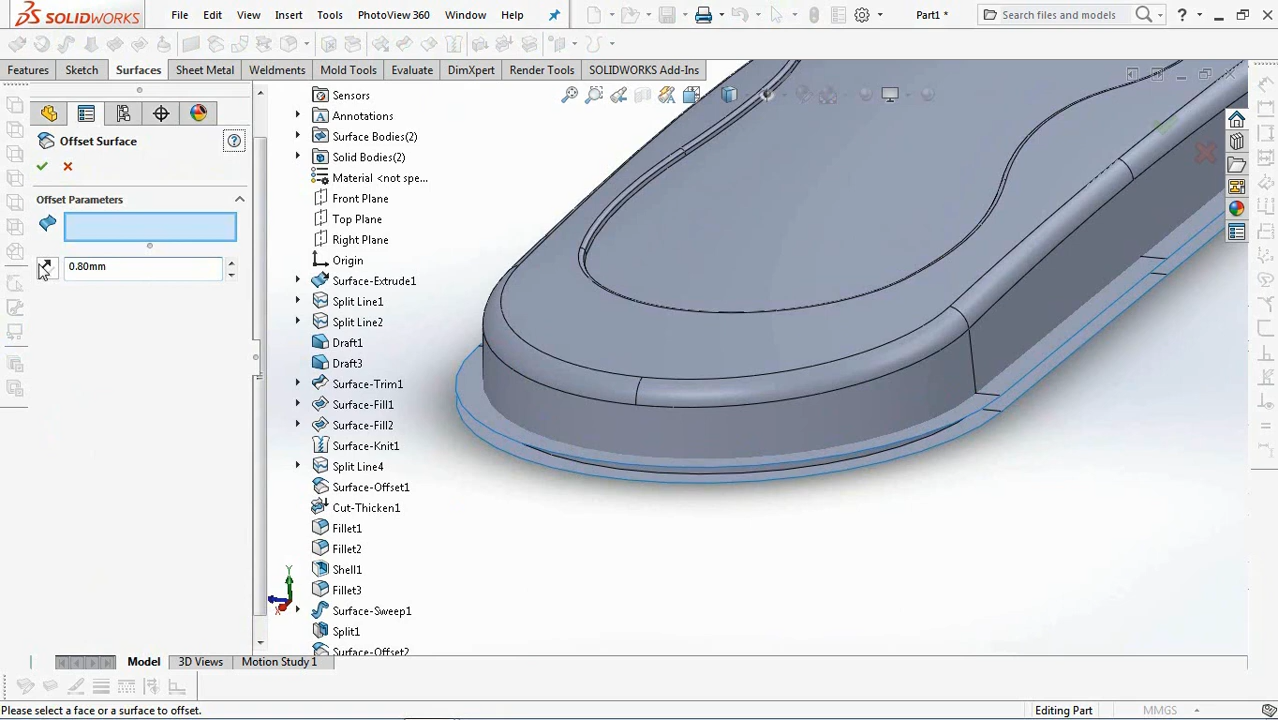 SOLIDWORKS File Edit View Insert Tools PhotoView 360 Window Help Part1 * Search files and models ?
Features Sketch Surfaces Sheet Metal Weldments Mold Tools Evaluate DimXpert Render Tools SOLIDWORKS Add-Ins
Offset Surface ?
Offset Parameters
0.80mm
Sensors
Annotations
Surface Bodies(2)
Solid Bodies(2)
Material <not spe...
Front Plane
Top Plane
Right Plane
Origin
Surface-Extrude1
Split Line1
Split Line2
Draft1
Draft3
Surface-Trim1
Surface-Fill1
Surface-Fill2
Surface-Knit1
Split Line4
Surface-Offset1
Cut-Thicken1
Fillet1
Fillet2
Shell1
Fillet3
Surface-Sweep1
Split1
Surface-Offset2
Y
X
Model 3D Views Motion Study 1
Please select a face or a surface to offset. Editing Part MMGS